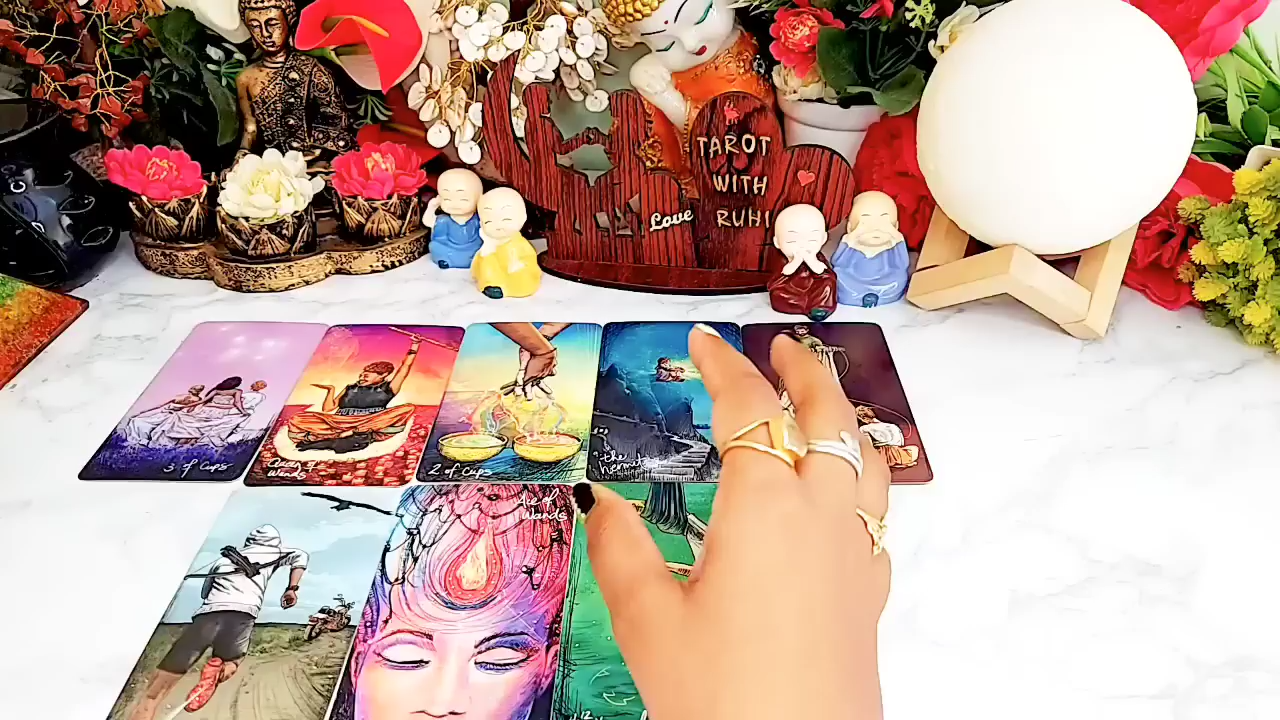 TAROT
WITH
RUHI
Love
3 of Cups
Queen of
Wands
2 of Cups
the
hermit
Ace of
Wands